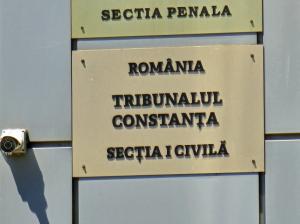 SECTIA PENALA
ROMÂNIA
TRIBUNALUL
CONSTANȚA
SECȚIA I CIVILĂ